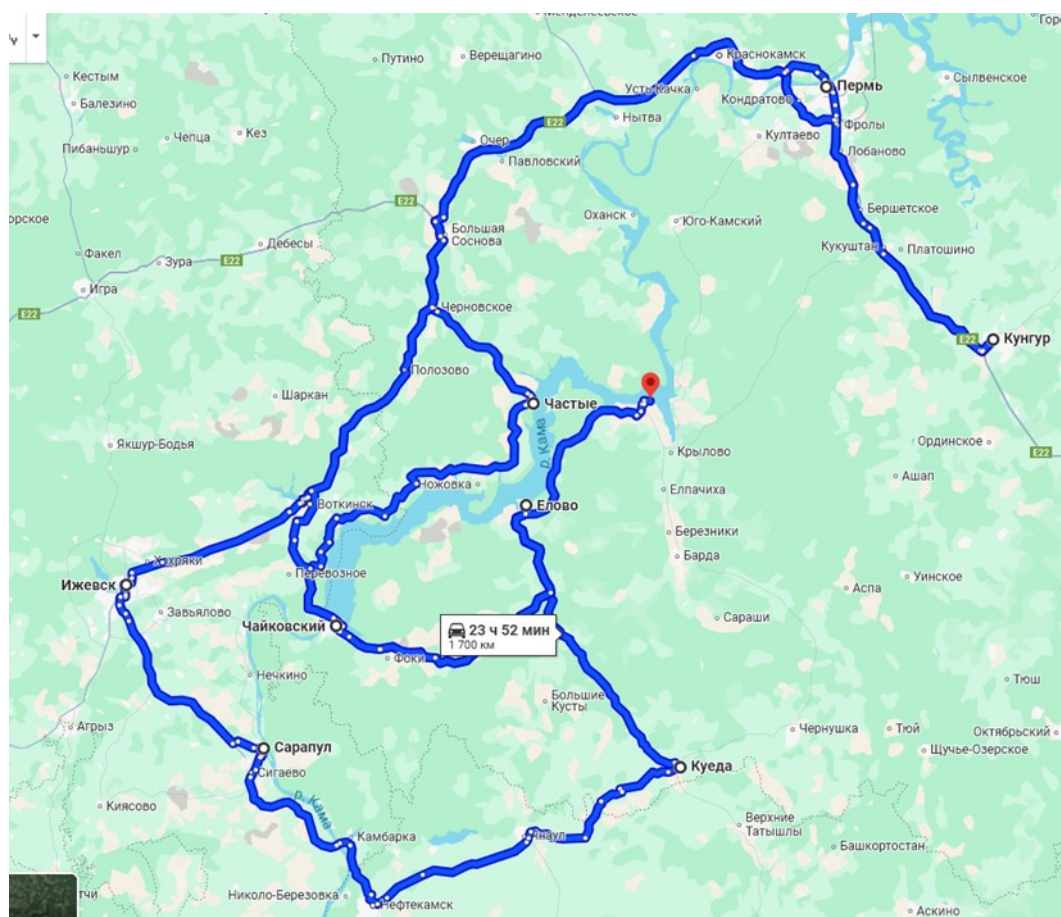 Менделеевское
Краснокамск
Кестым
Путино
Верещагино
Усть-Качка
Пермь
Сылвенское
Балезино
Кондратово
Нытва
Фролы
Чепца
Кез
E22
Култаево
Пибаньшур
Очер
Лобаново
Павловский
Бершетское
Оханск
Юго-Камский
Большая
Соснова
Дебесы
Кукуштан
Платошино
Факел
Зура
E22
Игра
E22
Черновское
E22
Кунгур
Полозово
Шаркан
Частые
Якшур-Бодья
р. Кама
Крылово
Ординское
E22
Ашап
Ножовка
Елпачиха
Воткинск
Елово
Березники
Хохряки
Барда
Перевозное
Уинское
Ижевск
Аспа
Завьялово
Сараши
Чайковский
23 ч 52 мин
1 700 км
Фоки
Нечкино
Тюш
Большие
Кусты
Агрыз
Чернушка
Тюй
Октябрьский
Сарапул
Щучье-Озерское
Куеда
Сигаево
р. Кама
Киясово
Верхние
Татышлы
Камбарка
Янаул
Башкортостан
Николо-Березовка
Нефтекамск
Аскино